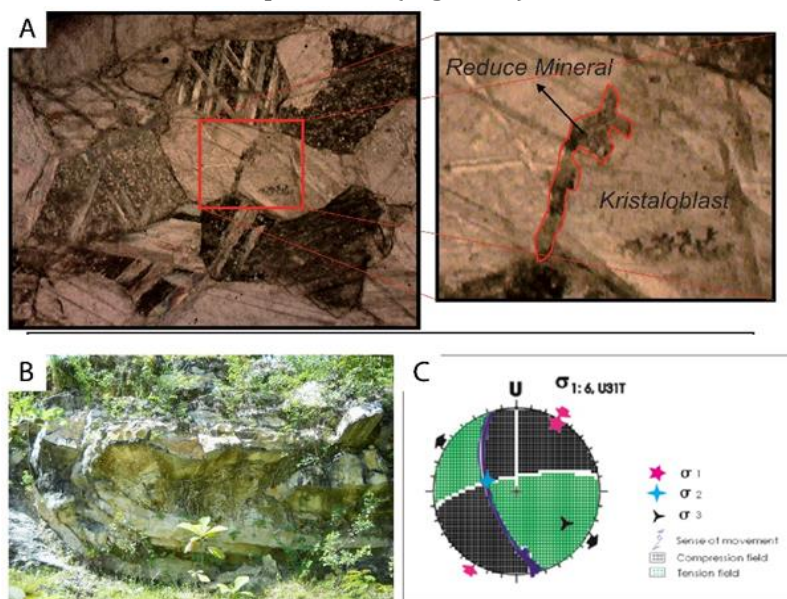 A
Reduce Mineral
Kristaloblast
B
C
U
σ1: 6, U31T
σ 1
σ 2
σ 3
Sense of movement
Compression field
Tension field